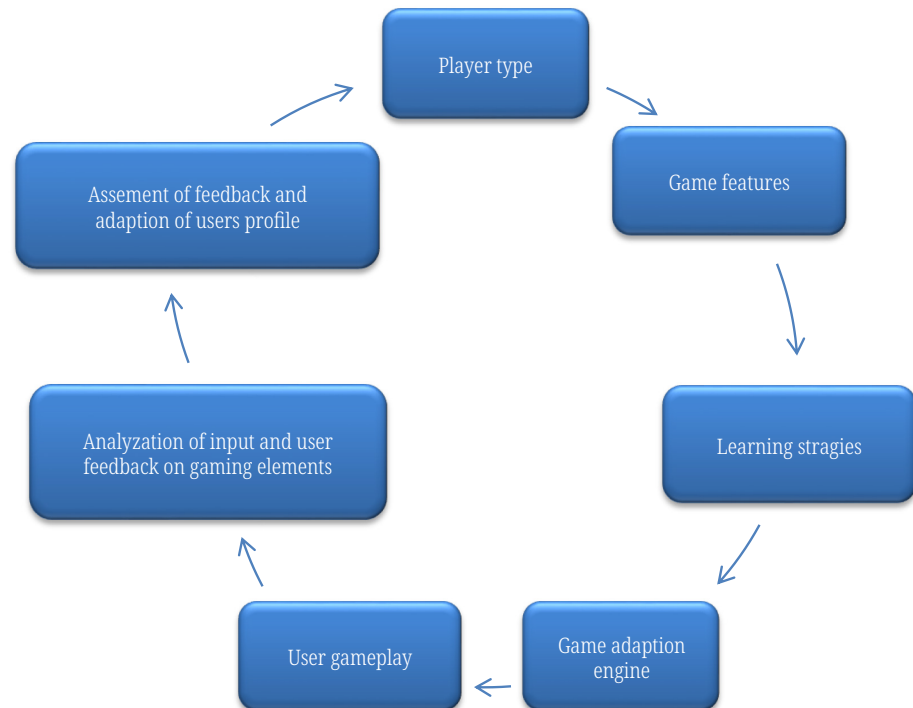 Player type
Game features
Learning stragies
Game adaption
engine
User gameplay
Analyzation of input and user
feedback on gaming elements
Assement of feedback and
adaption of users profile